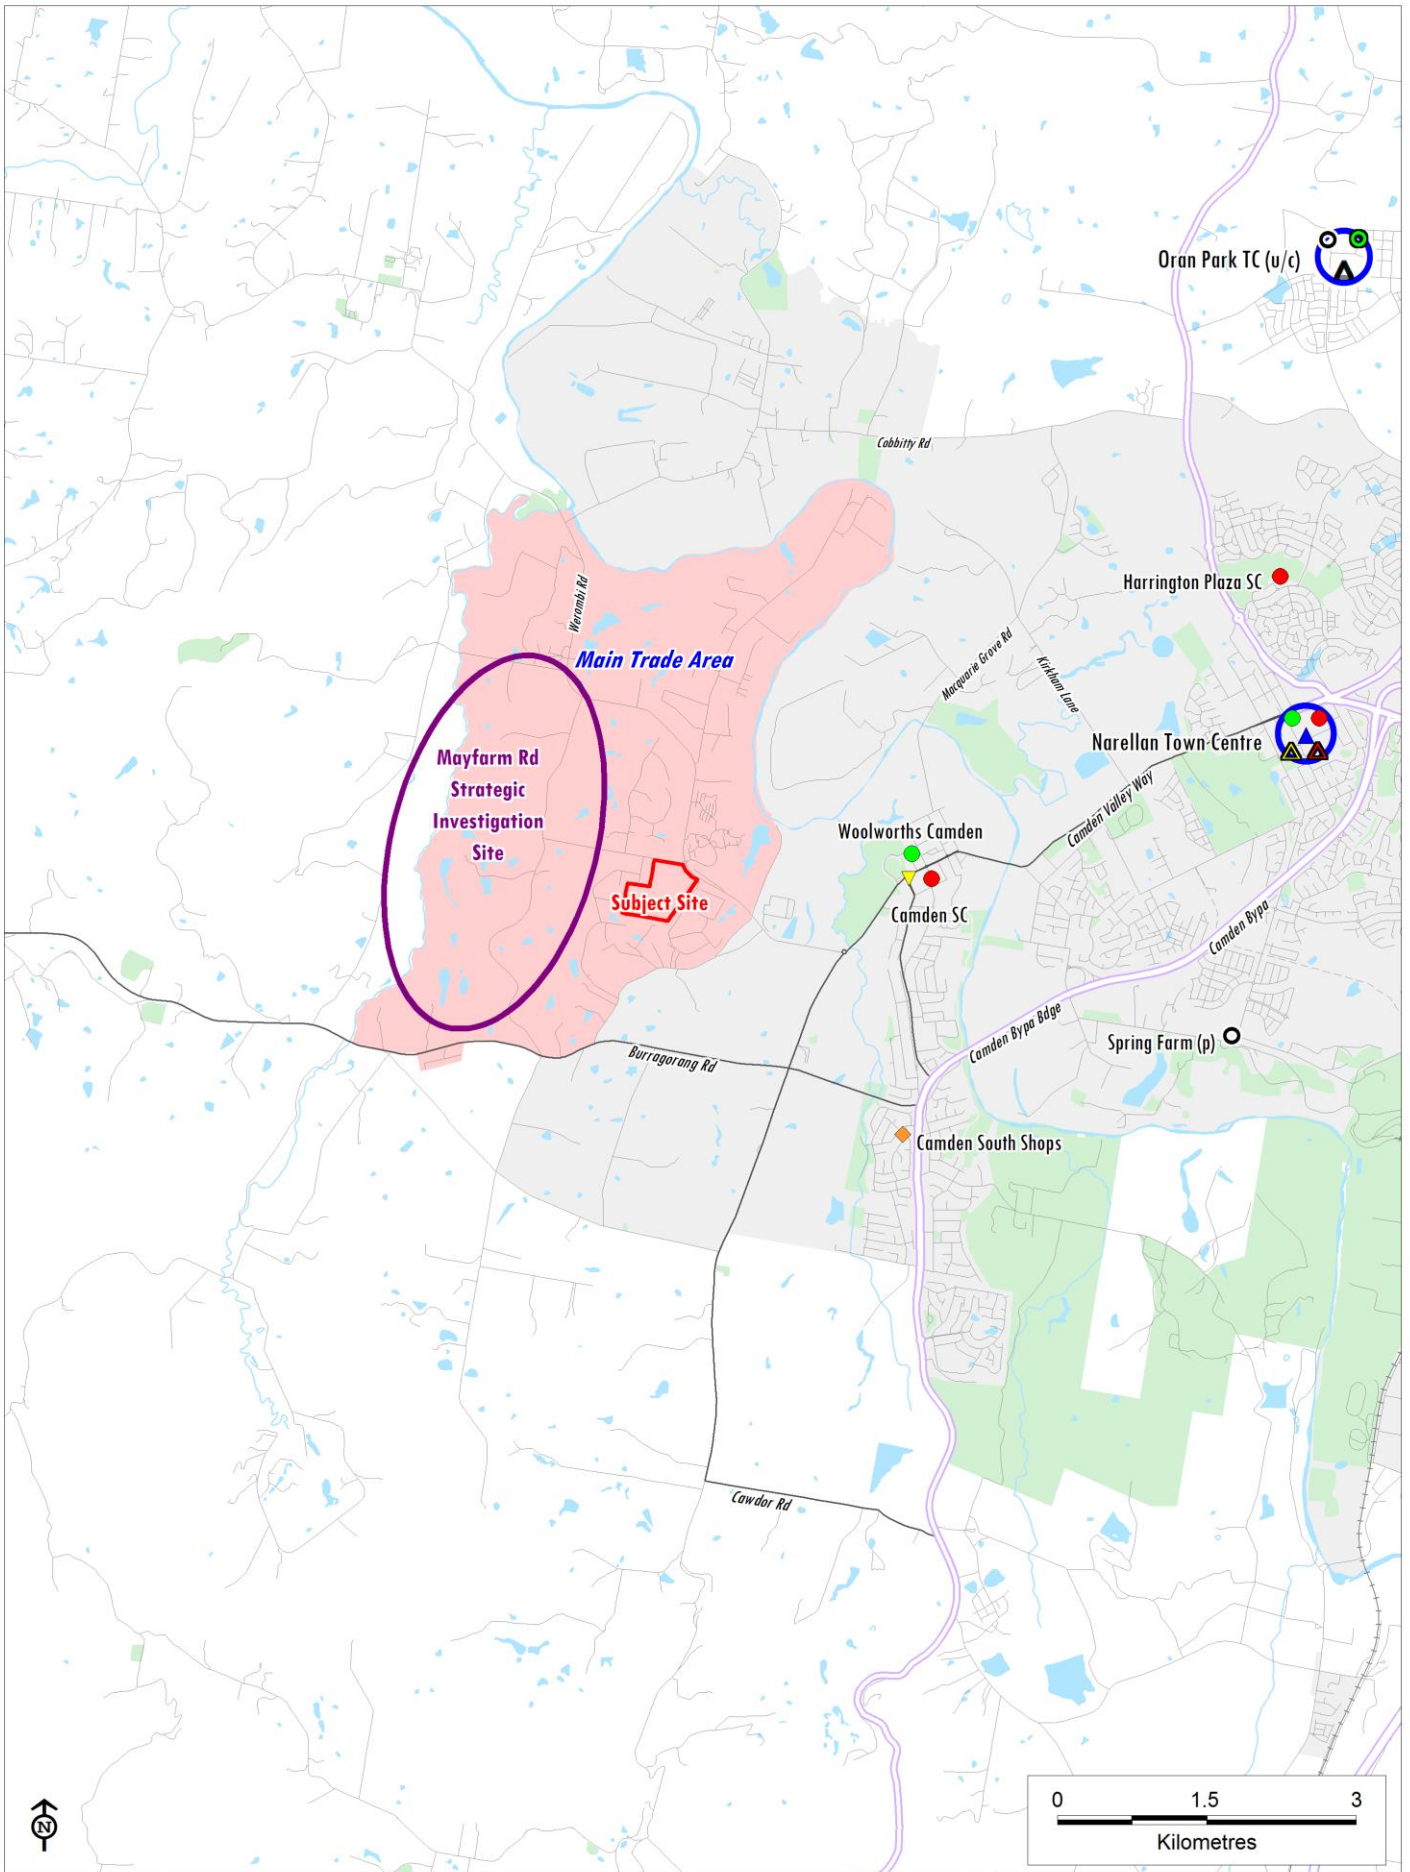 Oran Park TC (u/c)
Cobbitty Rd
Harrington Plaza SC
Werombi Rd
Main Trade Area
Macquarie Grove Rd
Kirkham Lane
Narellan Town Centre
Mayfarm Rd
Strategic
Investigation
Site
Camden Valley Way
Woolworths Camden
Subject Site
Camden SC
Camden Bypa
Camden Bypa Bdge
Spring Farm (p)
Burragorang Rd
Camden South Shops
Cawdor Rd
0 1.5 3
Kilometres
N